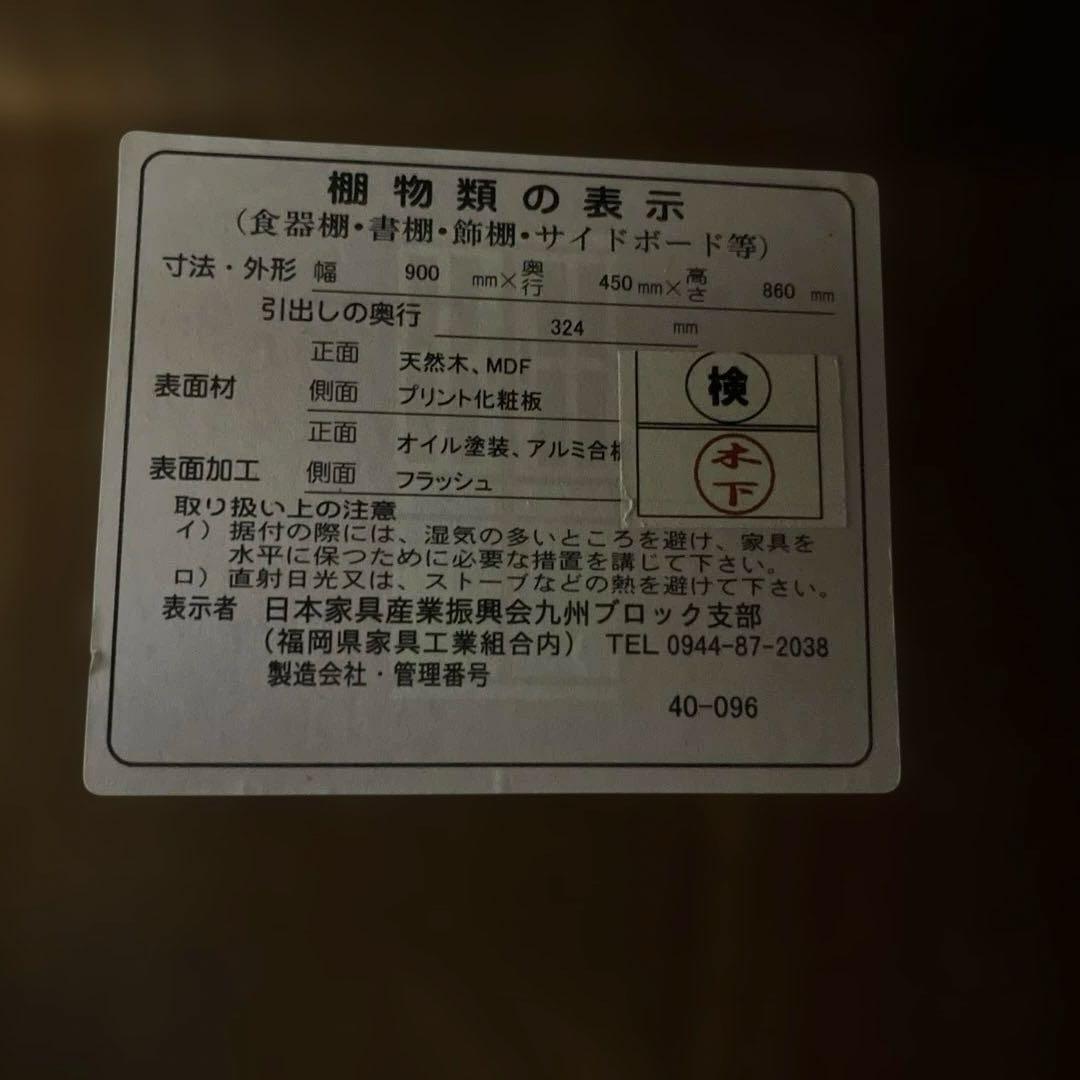 棚物類の表示
(食器棚・書棚・飾棚・サイドボード等)
寸法・外形 幅 900 mm×奥行 450 mm×高さ 860 mm
引出しの奥行 324 mm
表面材 正面 天然木、MDF
側面 プリント化粧板
表面加工 正面 オイル塗装、アルミ合
側面 フラッシュ
検
木下
取り扱い上の注意
イ) 据付の際には、湿気の多いところを避け、家具を
水平に保つために必要な措置を講じて下さい。
ロ) 直射日光又は、ストーブなどの熱を避けて下さい。
表示者 日本家具産業振興会九州ブロック支部
(福岡県家具工業組合内) TEL 0944-87-2038
製造会社・管理番号
40-096